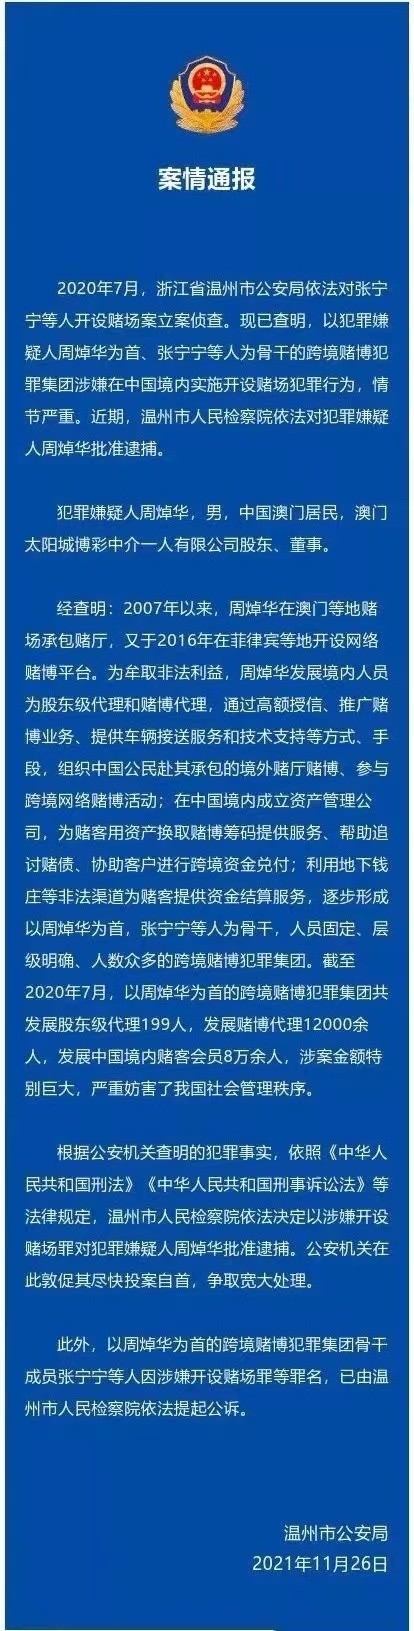 案情通报
2020年7月，浙江省温州市公安局依法对张宁
宁等人开设赌场案立案侦查。现已查明，以犯罪嫌
疑人周焯华为首、张宁宁等人为骨干的跨境赌博犯
罪集团涉嫌在中国境内实施开设赌场犯罪行为，情
节严重。近期，温州市人民检察院依法对犯罪嫌疑
人周焯华批准逮捕。
犯罪嫌疑人周焯华，男，中国澳门居民，澳门
太阳城博彩中介一人有限公司股东、董事。
经查明：2007年以来，周焯华在澳门等地赌
场承包赌厅，又于2016年在菲律宾等地开设网络
赌博平台。为牟取非法利益，周焯华发展境内人员
为股东级代理和赌博代理，通过高额授信、推广赌
博业务、提供车辆接送服务和技术支持等方式、手
段，组织中国公民赴其承包的境外赌厅赌博、参与
跨境网络赌博活动；在中国境内成立资产管理公
司，为赌客用资产换取赌博筹码提供服务、帮助追
讨赌债、协助客户进行跨境资金兑付；利用地下钱
庄等非法渠道为赌客提供资金结算服务，逐步形成
以周焯华为首，张宁宁等人为骨干，人员固定、层
级明确、人数众多的跨境赌博犯罪集团。截至
2020年7月，以周焯华为首的跨境赌博犯罪集团共
发展股东级代理199人，发展赌博代理12000余
人，发展中国境内赌客会员8万余人，涉案金额特
别巨大，严重妨害了我国社会管理秩序。
根据公安机关查明的犯罪事实，依照《中华人
民共和国刑法》《中华人民共和国刑事诉讼法》等
法律规定，温州市人民检察院依法决定以涉嫌开设
赌场罪对犯罪嫌疑人周焯华批准逮捕。公安机关在
此敦促其尽快投案自首，争取宽大处理。
此外，以周焯华为首的跨境赌博犯罪集团骨干
成员张宁宁等人因涉嫌开设赌场罪等罪名，已由温
州市人民检察院依法提起公诉。
温州市公安局
2021年11月26日